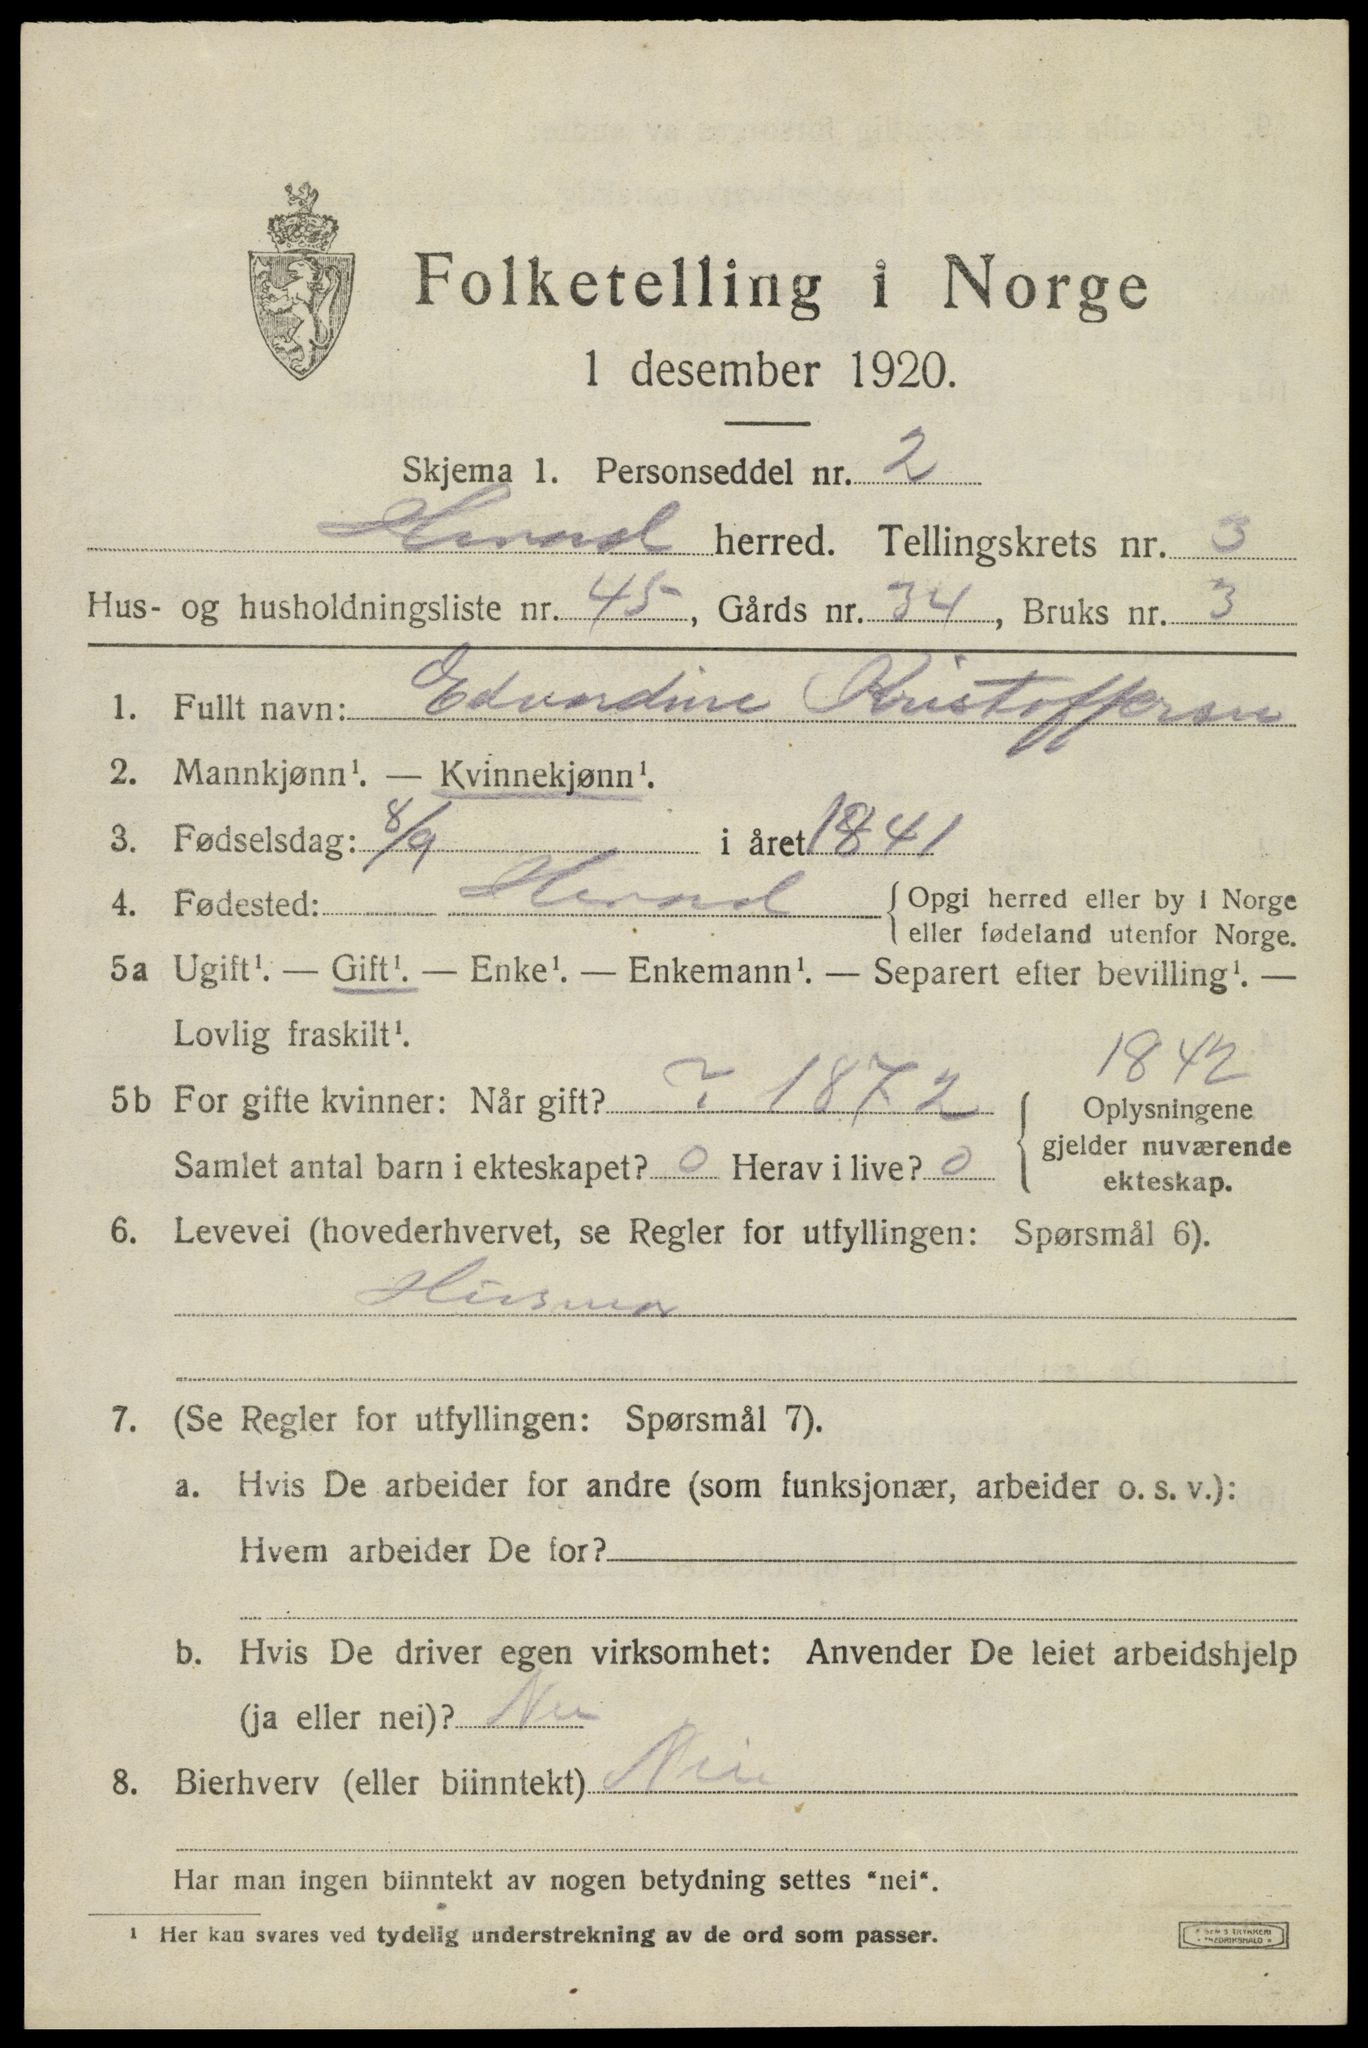 Folketelling i Norge
1 desember 1920.
Skjema 1. Personseddel nr. 2
herred. Tellingskrets nr. 3
Hus- og husholdningsliste nr. 45, Gårds nr. 34, Bruks nr. 3
1. Fullt navn: Edvardine Kristoffersen
2. Mannkjønn¹. — Kvinnekjønn¹.
3. Fødselsdag: 8/9 i året 1841
4. Fødested: { Opgi herred eller by i Norge
eller fødeland utenfor Norge.
5a Ugift¹. — Gift¹. — Enke¹. — Enkemann¹. — Separert efter bevilling¹. —
Lovlig fraskilt¹.
1842
5b For gifte kvinner: Når gift? ? 1872 { Oplysningene
gjelder nuværende
Samlet antal barn i ekteskapet? 0 Herav i live? 0
ekteskap.
6. Levevei (hovederhvervet, se Regler for utfyllingen: Spørsmål 6).
Husmor
7. (Se Regler for utfyllingen: Spørsmål 7).
a. Hvis De arbeider for andre (som funksjonær, arbeider o. s. v.):
Hvem arbeider De for?
b. Hvis De driver egen virksomhet: Anvender De leiet arbeidshjelp
(ja eller nei)? Nei
8. Bierhverv (eller biinntekt) Nei
Har man ingen biinntekt av nogen betydning settes "nei".
¹ Her kan svares ved tydelig understrekning av de ord som passer.